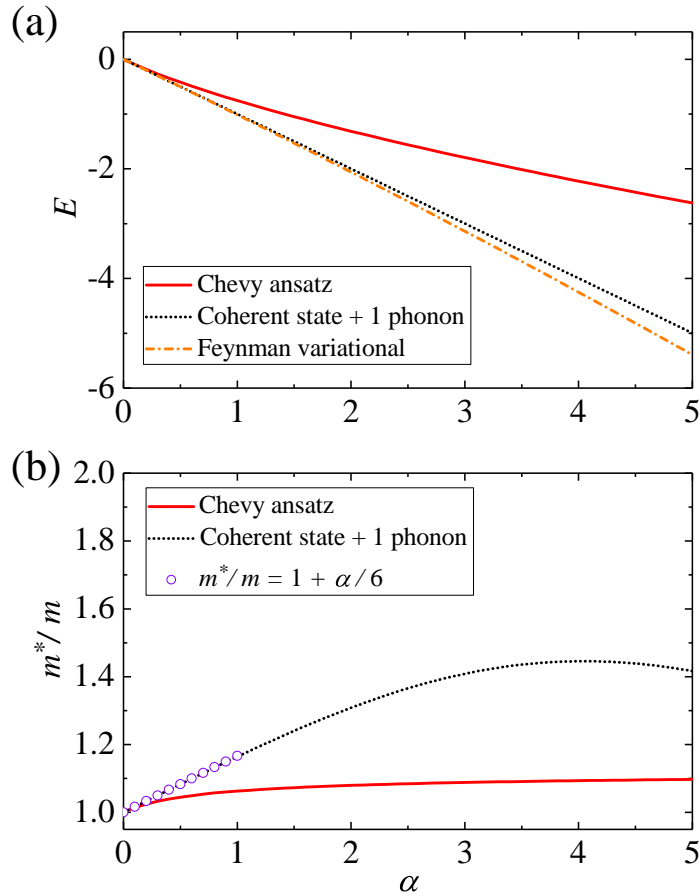 (a)
0
-2
-4
-6
E
Chevy ansatz
Coherent state + 1 phonon
Feynman variational
0 1 2 3 4 5
(b)
2.0
1.8
1.6
1.4
1.2
1.0
m*/ m
Chevy ansatz
Coherent state + 1 phonon
m*/ m = 1 + α / 6
0 1 2 3 4 5
α